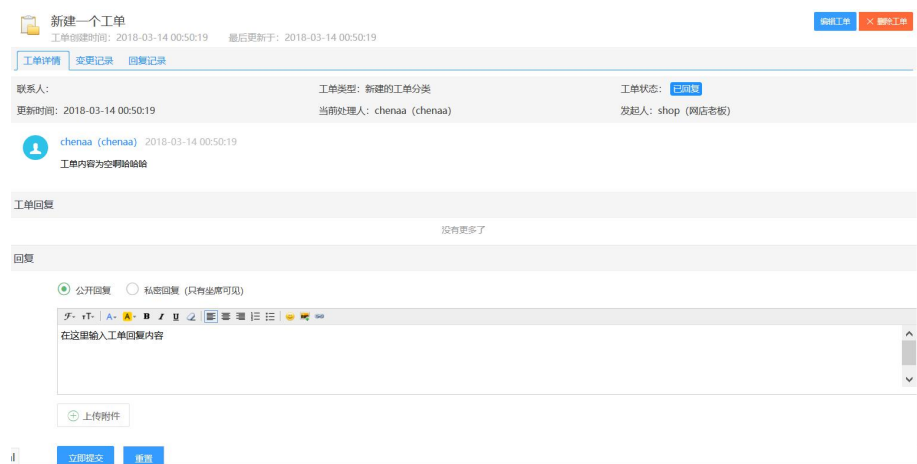 新建一个工单
编辑工单 × 删除工单
工单创建时间：2018-03-14 00:50:19 最后更新于：2018-03-14 00:50:19
工单详情 变更记录 回复记录
联系人： 工单类型：新建的工单分类 工单状态： 已回复
更新时间：2018-03-14 00:50:19 当前处理人：chenaa（chenaa） 发起人：shop（网店老板）
chenaa（chenaa） 2018-03-14 00:50:19
工单内容为空啊哈哈哈
工单回复
没有更多了
回复
公开回复 私密回复（只有坐席可见）
在这里输入工单回复内容
上传附件
立即提交 重置